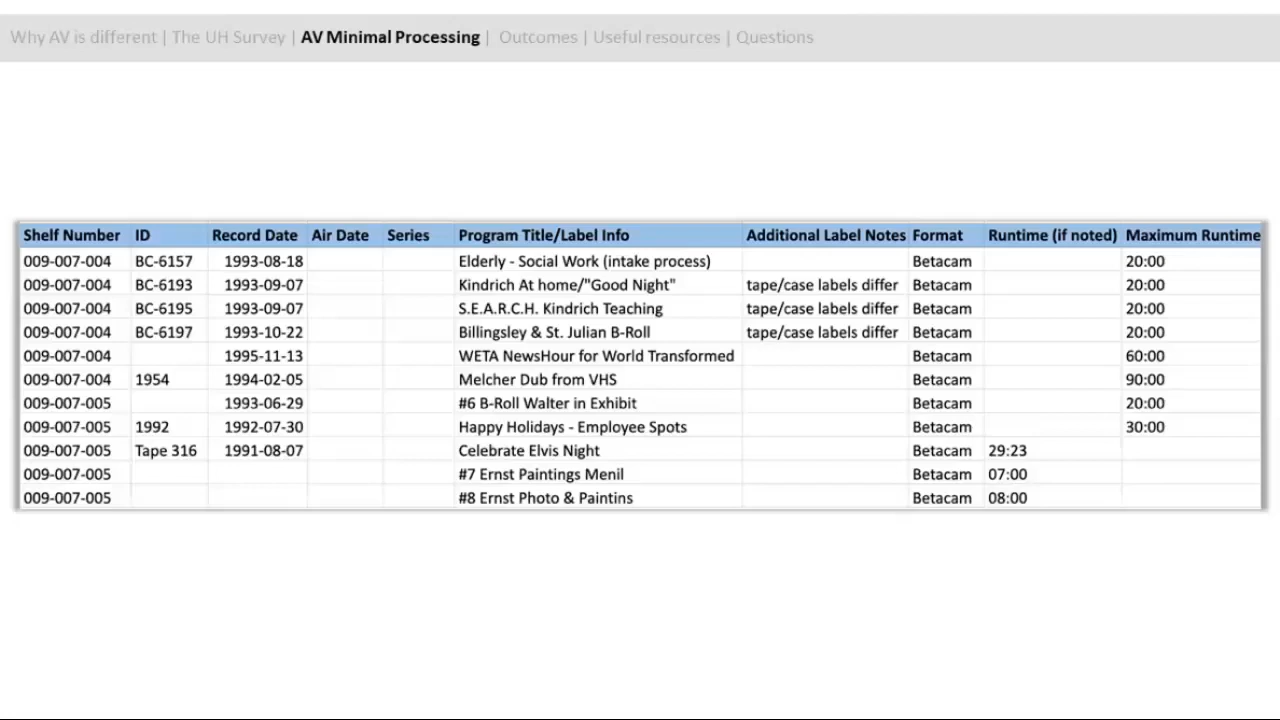 Why AV is different | The UH Survey | AV Minimal Processing | Outcomes | Useful resources | Questions
Shelf Number ID Record Date Air Date Series Program Title/Label Info Additional Label Notes Format Runtime (if noted) Maximum Runtime
009-007-004 BC-6157 1993-08-18 Elderly - Social Work (intake process) Betacam 20:00
009-007-004 BC-6193 1993-09-07 Kindrich At home/"Good Night" tape/case labels differ Betacam 20:00
009-007-004 BC-6195 1993-09-07 S.E.A.R.C.H. Kindrich Teaching tape/case labels differ Betacam 20:00
009-007-004 BC-6197 1993-10-22 Billingsley & St. Julian B-Roll tape/case labels differ Betacam 20:00
009-007-004 1995-11-13 WETA NewsHour for World Transformed Betacam 60:00
009-007-004 1954 1994-02-05 Melcher Dub from VHS Betacam 90:00
009-007-005 1993-06-29 #6 B-Roll Walter in Exhibit Betacam 20:00
009-007-005 1992 1992-07-30 Happy Holidays - Employee Spots Betacam 30:00
009-007-005 Tape 316 1991-08-07 Celebrate Elvis Night Betacam 29:23
009-007-005 #7 Ernst Paintings Menil Betacam 07:00
009-007-005 #8 Ernst Photo & Paintins Betacam 08:00